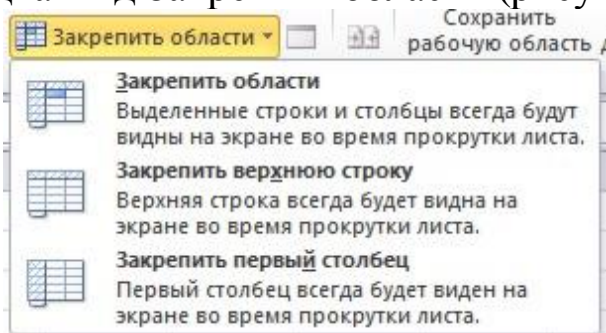 Закрепить области
Сохранить
рабочую область
Закрепить области
Выделенные строки и столбцы всегда будут
видны на экране во время прокрутки листа.
Закрепить верхнюю строку
Верхняя строка всегда будет видна на
экране во время прокрутки листа.
Закрепить первый столбец
Первый столбец всегда будет виден на
экране во время прокрутки листа.